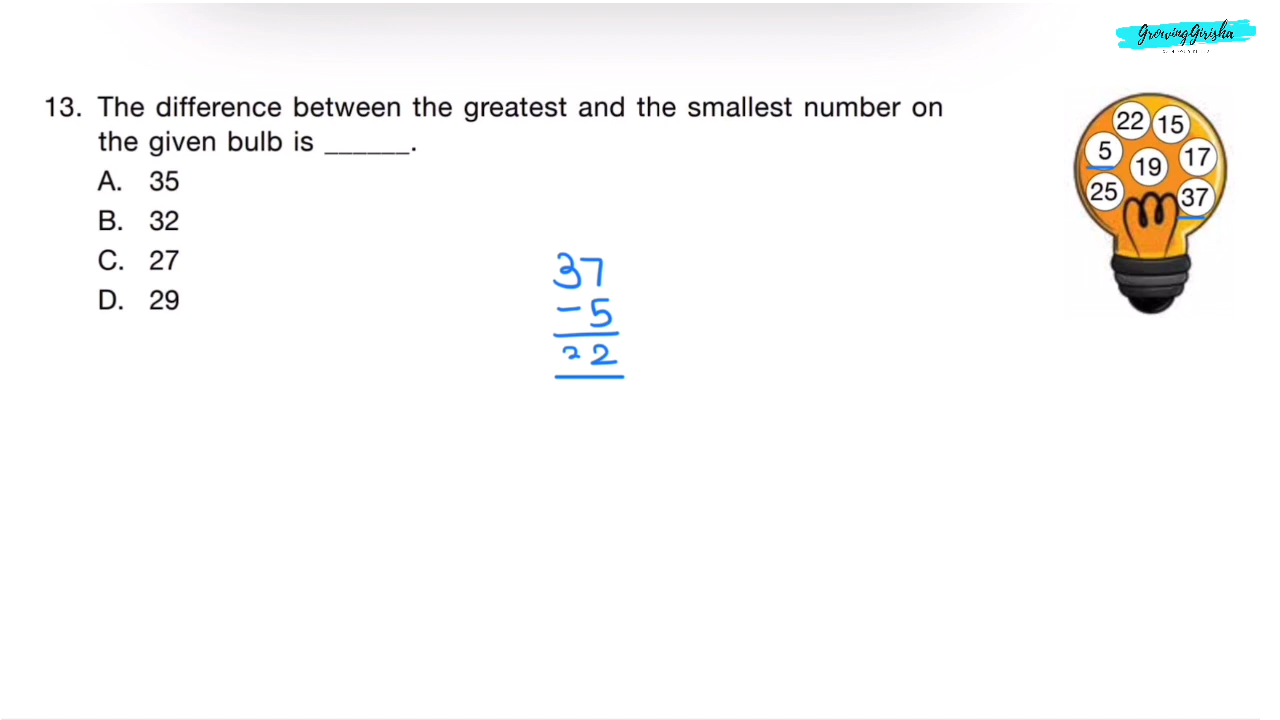 GrowingGirisha
13. The difference between the greatest and the smallest number on
the given bulb is ______.
A. 35
B. 32
C. 27
D. 29
22 15
5 19 17
25 37
37
- 5
22